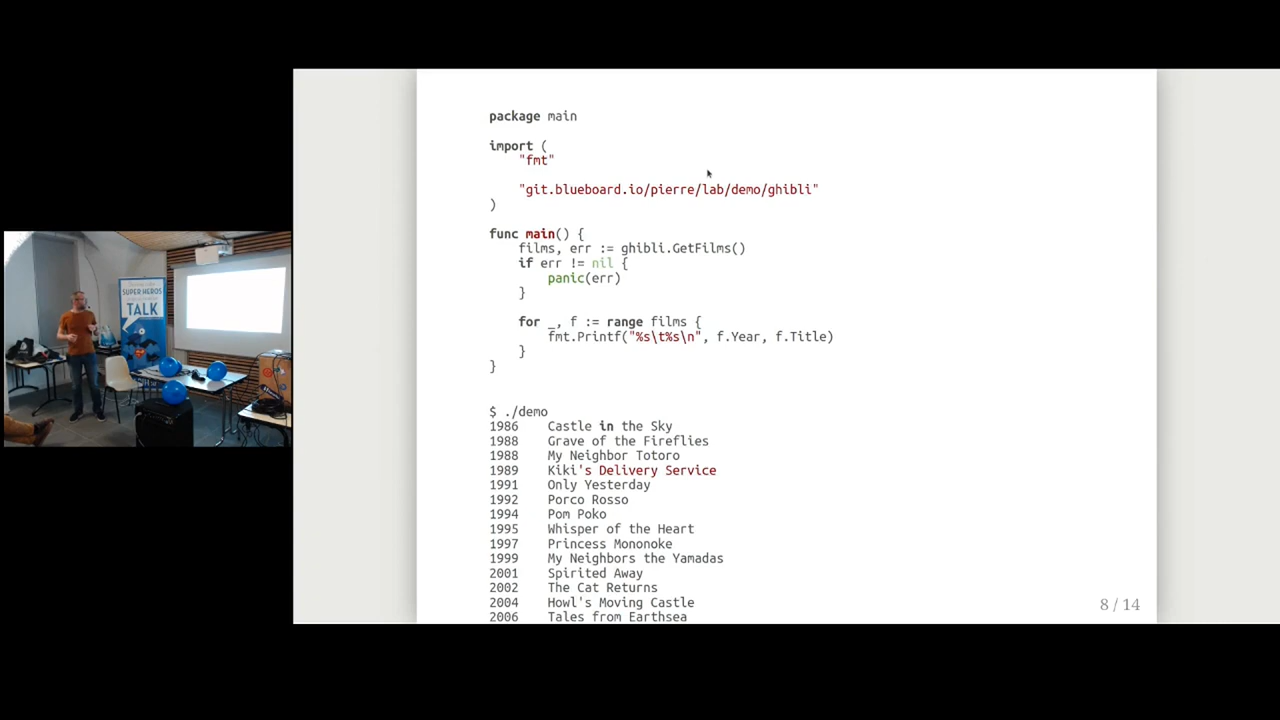 package main
import (
"fmt"
"git.blueboard.io/pierre/lab/demo/ghibli"
)
func main() {
films, err := ghibli.GetFilms()
if err != nil {
panic(err)
}
for _, f := range films {
fmt.Printf("%s\t%s\n", f.Year, f.Title)
}
}
$ ./demo
1986 Castle in the Sky
1988 Grave of the Fireflies
1988 My Neighbor Totoro
1989 Kiki's Delivery Service
1991 Only Yesterday
1992 Porco Rosso
1994 Pom Poko
1995 Whisper of the Heart
1997 Princess Mononoke
1999 My Neighbors the Yamadas
2001 Spirited Away
2002 The Cat Returns
2004 Howl's Moving Castle
2006 Tales from Earthsea
8 / 14
SUPER HEROS
TALK